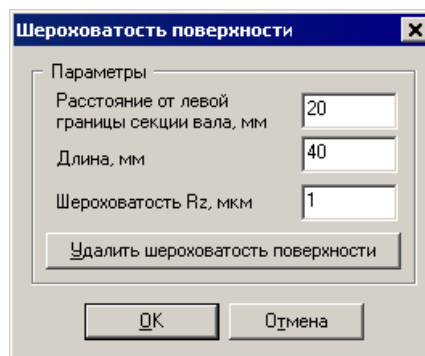 Шероховатость поверхности
Параметры
Расстояние от левой
границы секции вала, мм
20
Длина, мм
40
Шероховатость Rz, мкм
1
Удалить шероховатость поверхности
OK
Отмена